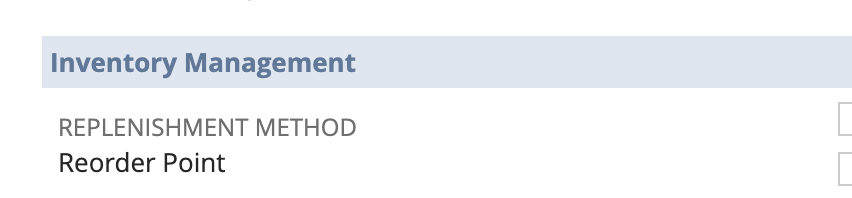 Inventory Management
REPLENISHMENT METHOD
Reorder Point